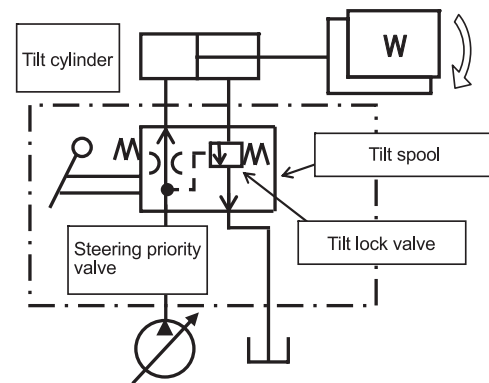 Tilt cylinder
W
Tilt spool
Tilt lock valve
Steering priority
valve